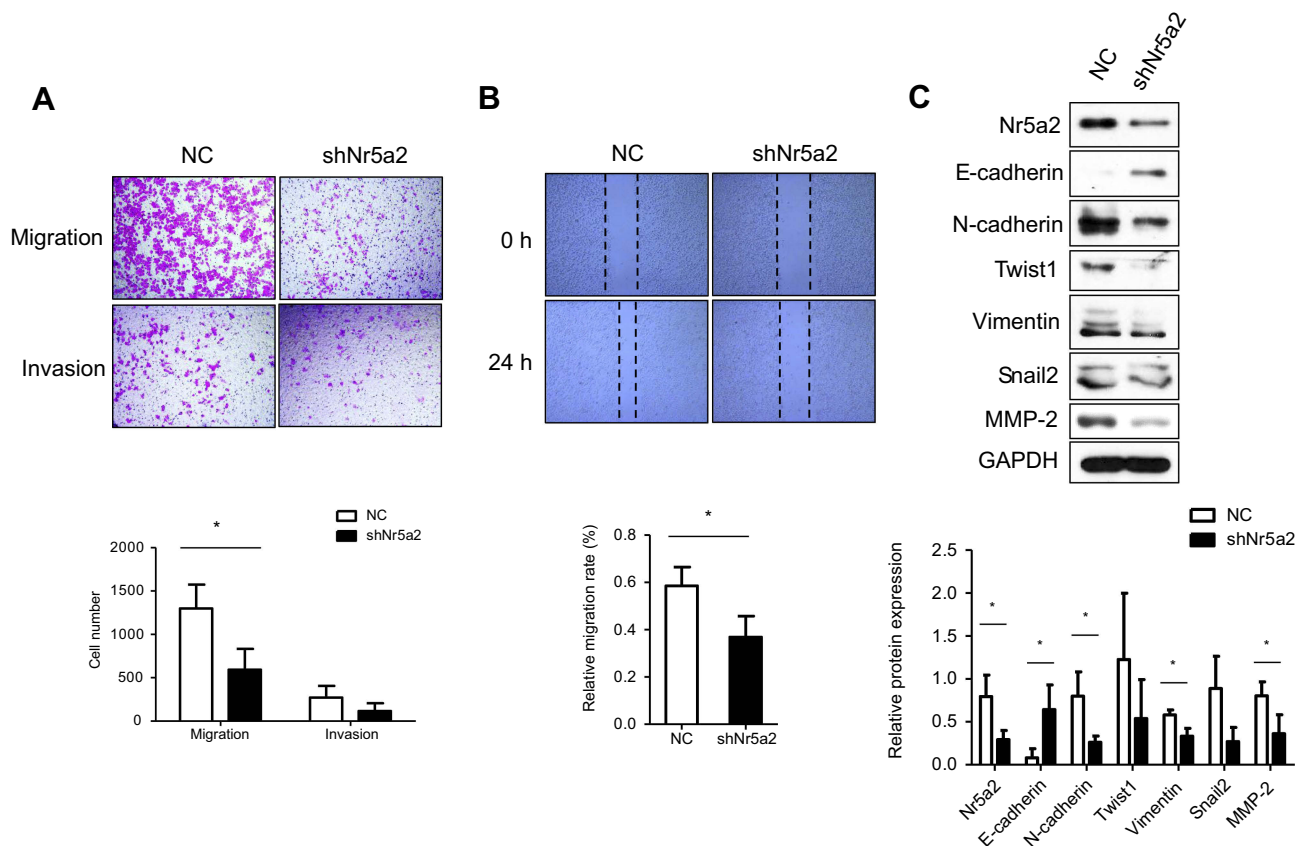 A
NC
shNr5a2
Migration
Invasion
Cell number
2000
1500
1000
500
0
*
NC
shNr5a2
Migration
Invasion
B
NC
shNr5a2
0 h
24 h
Relative migration rate (%)
0.8
0.6
0.4
0.2
0.0
*
NC
shNr5a2
C
NC
shNr5a2
Nr5a2
E-cadherin
N-cadherin
Twist1
Vimentin
Snail2
MMP-2
GAPDH
NC
shNr5a2
Relative protein expression
2.5
2.0
1.5
1.0
0.5
0.0
*
*
*
*
*
Nr5a2
E-cadherin
N-cadherin
Twist1
Vimentin
Snail2
MMP-2